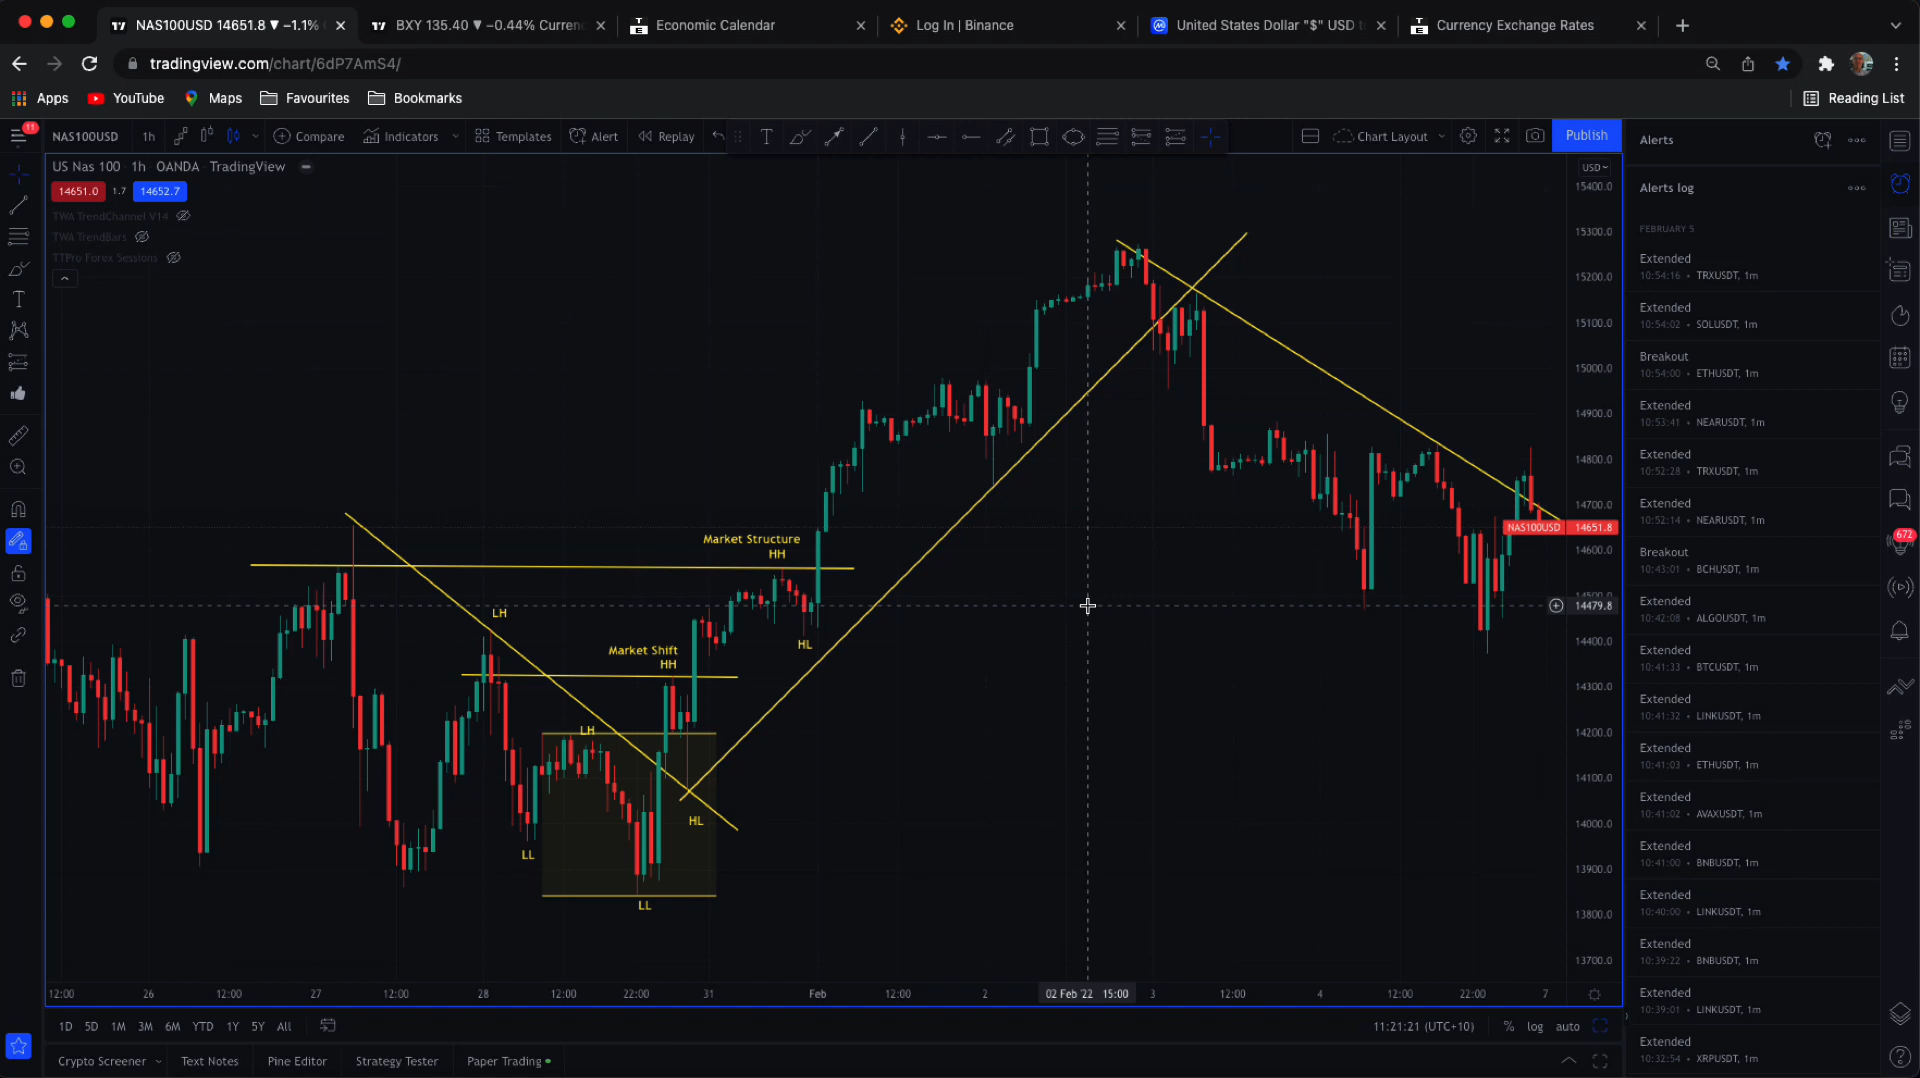 NAS100USD 14651.8 ▼ −1.1%
BXY 135.40 ▼ −0.44% Curren
Economic Calendar
Log In | Binance
United States Dollar "$" USD t
Currency Exchange Rates
tradingview.com/chart/6dP7AmS4/
Apps
YouTube
Maps
Favourites
Bookmarks
Reading List
11
NAS100USD
1h
Compare
Indicators
Templates
Alert
Replay
Chart Layout
Publish
US Nas 100 · 1h · OANDA · TradingView
14651.0
1.7
14652.7
TWA TrendChannel V14
TWA TrendBars
TTPro Forex Sessions
USD
15400.0
15300.0
15200.0
15100.0
15000.0
14900.0
14800.0
14700.0
NAS100USD 14651.8
14600.0
14479.8
14400.0
14300.0
14200.0
14100.0
14000.0
13900.0
13800.0
13700.0
Market Structure
HH
LH
Market Shift
HH
HL
LH
HL
LL
LL
12:00
26
12:00
27
12:00
28
12:00
22:00
31
Feb
12:00
2
02 Feb '22 15:00
3
12:00
4
12:00
22:00
7
1D
5D
1M
3M
6M
YTD
1Y
5Y
All
11:21:21 (UTC+10)
%
log
auto
Crypto Screener
Text Notes
Pine Editor
Strategy Tester
Paper Trading
Alerts
Alerts log
FEBRUARY 5
Extended
10:54:16 • TRXUSDT, 1m
Extended
10:54:02 • SOLUSDT, 1m
Breakout
10:54:00 • ETHUSDT, 1m
Extended
10:53:41 • NEARUSDT, 1m
Extended
10:52:28 • TRXUSDT, 1m
Extended
10:52:14 • NEARUSDT, 1m
Breakout
10:43:01 • BCHUSDT, 1m
Extended
10:42:08 • ALGOUSDT, 1m
Extended
10:41:33 • BTCUSDT, 1m
Extended
10:41:32 • LINKUSDT, 1m
Extended
10:41:03 • ETHUSDT, 1m
Extended
10:41:02 • AVAXUSDT, 1m
Extended
10:41:00 • BNBUSDT, 1m
Extended
10:40:00 • LINKUSDT, 1m
Extended
10:39:22 • BNBUSDT, 1m
Extended
10:39:01 • LINKUSDT, 1m
Extended
10:32:54 • XRPUSDT, 1m
672